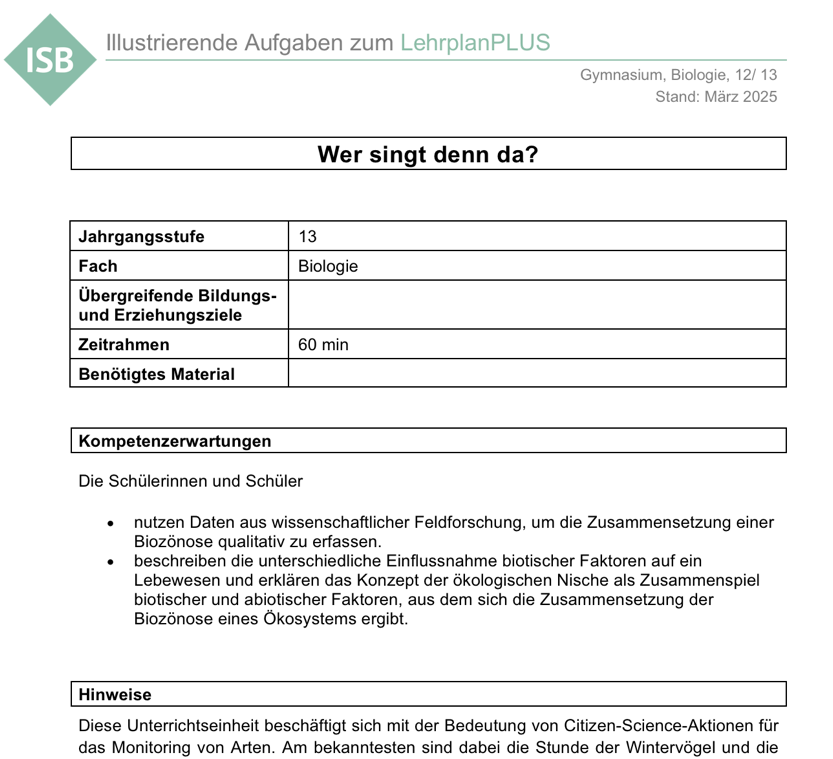 ISB
Illustrierende Aufgaben zum LehrplanPLUS
Gymnasium, Biologie, 12/ 13
Stand: März 2025
Wer singt denn da?
Jahrgangsstufe 13
Fach Biologie
Übergreifende Bildungs-
und Erziehungsziele
Zeitrahmen 60 min
Benötigtes Material
Kompetenzerwartungen
Die Schülerinnen und Schüler
• nutzen Daten aus wissenschaftlicher Feldforschung, um die Zusammensetzung einer
Biozönose qualitativ zu erfassen.
• beschreiben die unterschiedliche Einflussnahme biotischer Faktoren auf ein
Lebewesen und erklären das Konzept der ökologischen Nische als Zusammenspiel
biotischer und abiotischer Faktoren, aus dem sich die Zusammensetzung der
Biozönose eines Ökosystems ergibt.
Hinweise
Diese Unterrichtseinheit beschäftigt sich mit der Bedeutung von Citizen-Science-Aktionen für
das Monitoring von Arten. Am bekanntesten sind dabei die Stunde der Wintervögel und die